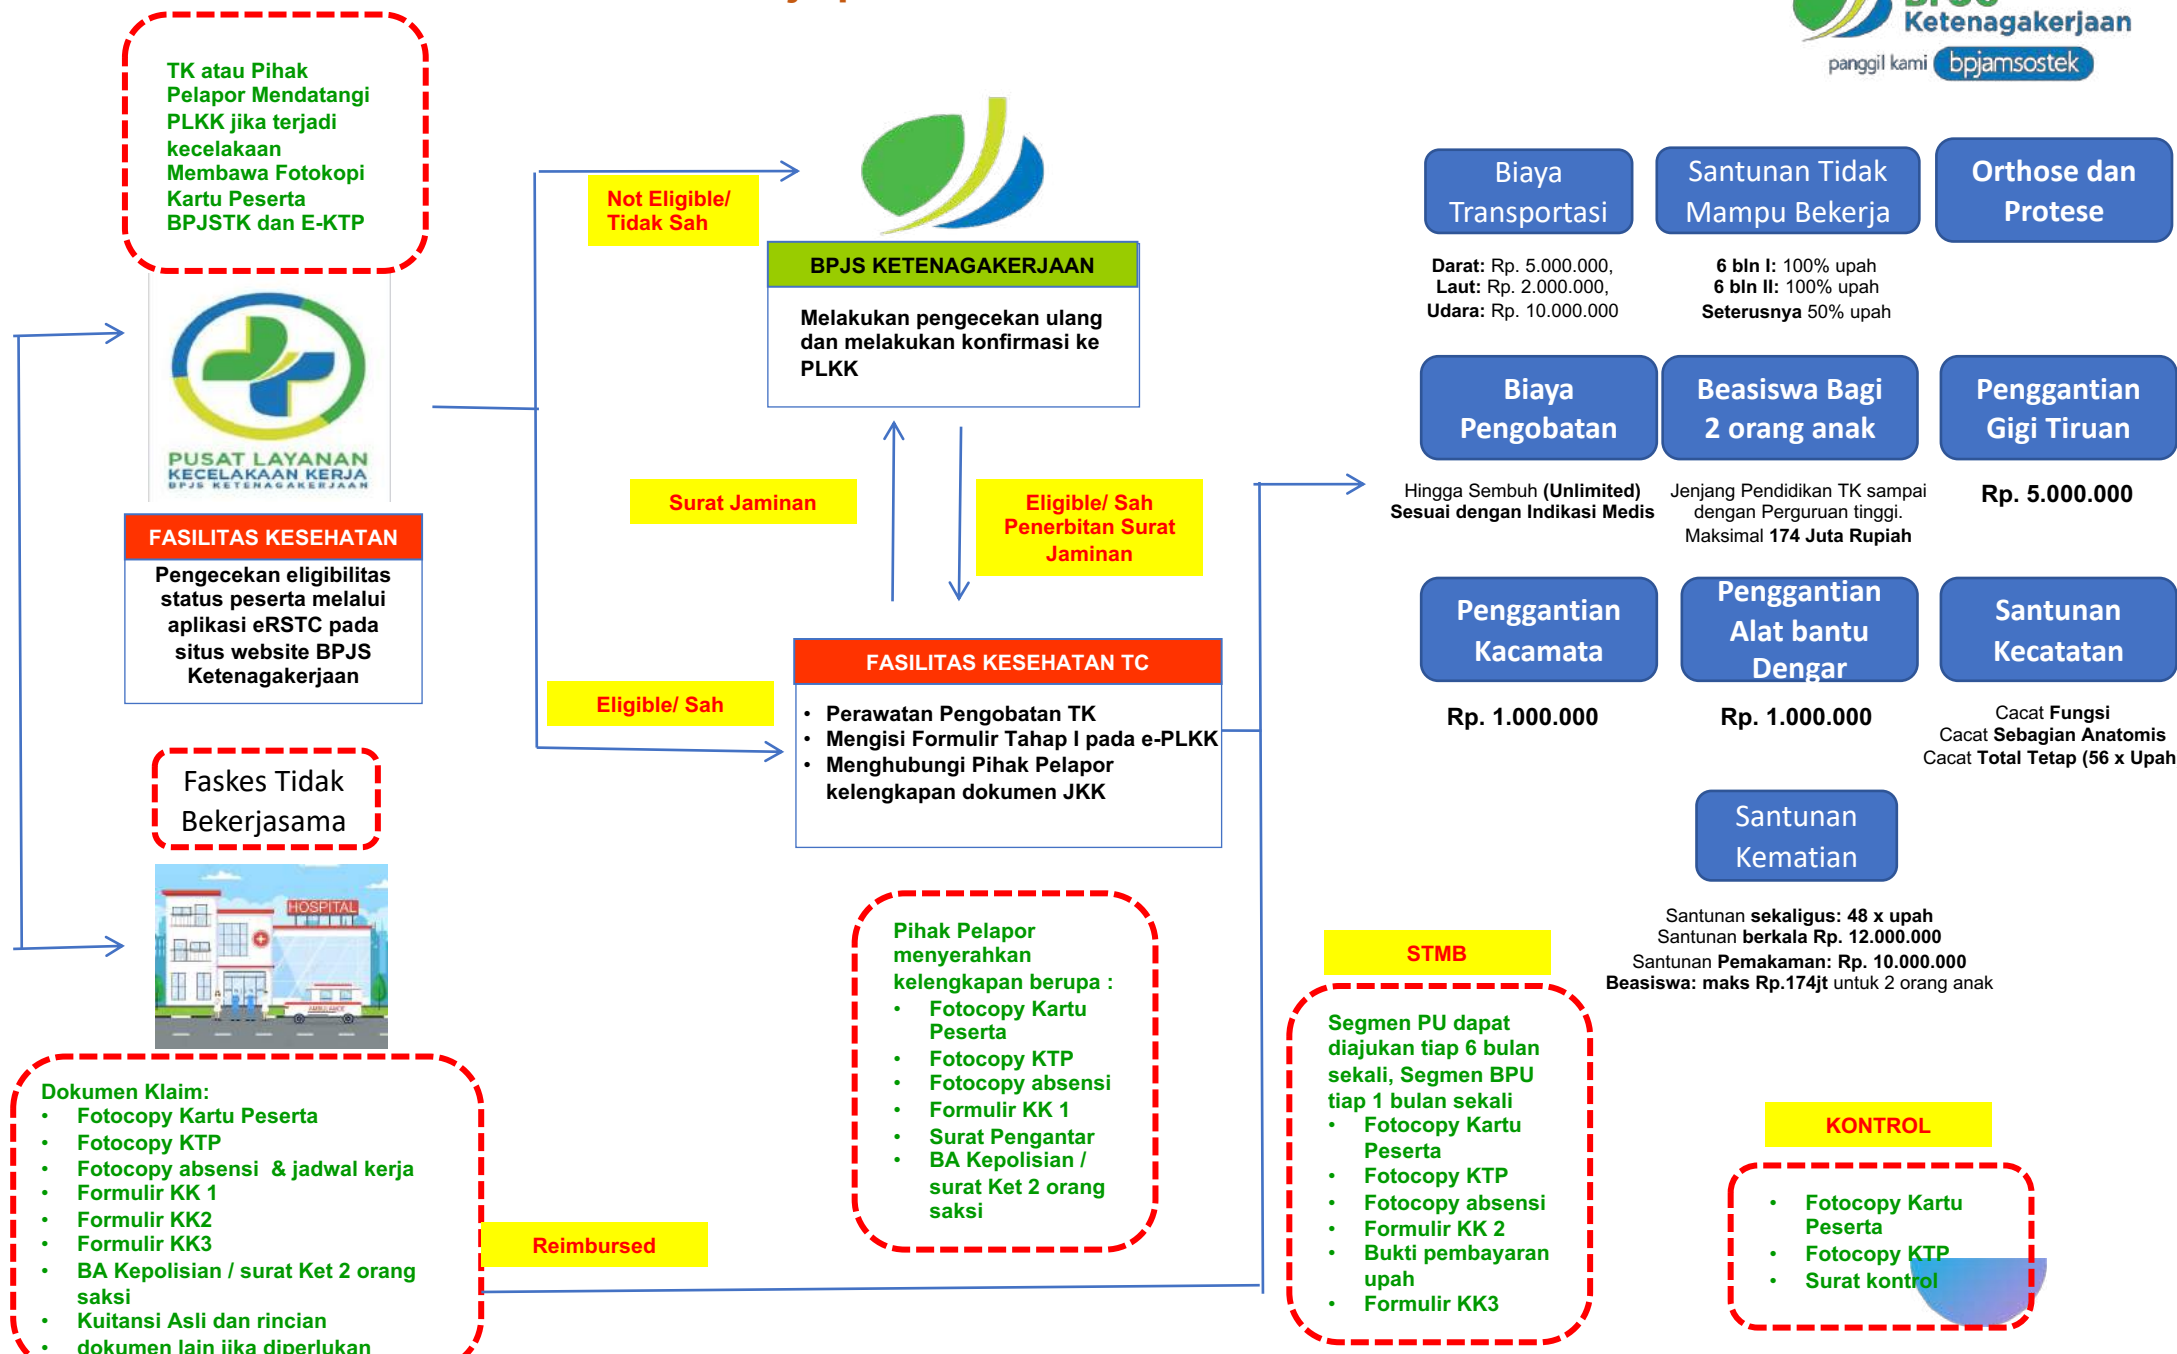 Ketenagakerjaan
panggil kami bpjamsostek
TK atau Pihak
Pelapor Mendatangi
PLKK jika terjadi
kecelakaan
Membawa Fotokopi
Kartu Peserta
BPJSTK dan E-KTP
PUSAT LAYANAN
KECELAKAAN KERJA
BPJS KETENAGAKERJAAN
FASILITAS KESEHATAN
Pengecekan eligibilitas
status peserta melalui
aplikasi eRSTC pada
situs website BPJS
Ketenagakerjaan
Faskes Tidak
Bekerjasama
HOSPITAL
AMBULANCE
Dokumen Klaim:
• Fotocopy Kartu Peserta
• Fotocopy KTP
• Fotocopy absensi & jadwal kerja
• Formulir KK 1
• Formulir KK2
• Formulir KK3
• BA Kepolisian / surat Ket 2 orang
saksi
• Kuitansi Asli dan rincian
• dokumen lain jika diperlukan
Reimbursed
Not Eligible/
Tidak Sah
BPJS KETENAGAKERJAAN
Melakukan pengecekan ulang
dan melakukan konfirmasi ke
PLKK
Surat Jaminan
Eligible/ Sah
Penerbitan Surat
Jaminan
Eligible/ Sah
FASILITAS KESEHATAN TC
• Perawatan Pengobatan TK
• Mengisi Formulir Tahap I pada e-PLKK
• Menghubungi Pihak Pelapor
kelengkapan dokumen JKK
Pihak Pelapor
menyerahkan
kelengkapan berupa :
• Fotocopy Kartu
Peserta
• Fotocopy KTP
• Fotocopy absensi
• Formulir KK 1
• Surat Pengantar
• BA Kepolisian /
surat Ket 2 orang
saksi
Biaya
Transportasi
Darat: Rp. 5.000.000,
Laut: Rp. 2.000.000,
Udara: Rp. 10.000.000
Santunan Tidak
Mampu Bekerja
6 bln I: 100% upah
6 bln II: 100% upah
Seterusnya 50% upah
Orthose dan
Protese
Biaya
Pengobatan
Hingga Sembuh (Unlimited)
Sesuai dengan Indikasi Medis
Beasiswa Bagi
2 orang anak
Jenjang Pendidikan TK sampai
dengan Perguruan tinggi.
Maksimal 174 Juta Rupiah
Penggantian
Gigi Tiruan
Rp. 5.000.000
Penggantian
Kacamata
Rp. 1.000.000
Penggantian
Alat bantu
Dengar
Rp. 1.000.000
Santunan
Kecatatan
Cacat Fungsi
Cacat Sebagian Anatomis
Cacat Total Tetap (56 x Upah
Santunan
Kematian
Santunan sekaligus: 48 x upah
Santunan berkala Rp. 12.000.000
Santunan Pemakaman: Rp. 10.000.000
Beasiswa: maks Rp.174jt untuk 2 orang anak
STMB
Segmen PU dapat
diajukan tiap 6 bulan
sekali, Segmen BPU
tiap 1 bulan sekali
• Fotocopy Kartu
Peserta
• Fotocopy KTP
• Fotocopy absensi
• Formulir KK 2
• Bukti pembayaran
upah
• Formulir KK3
KONTROL
• Fotocopy Kartu
Peserta
• Fotocopy KTP
• Surat kontrol